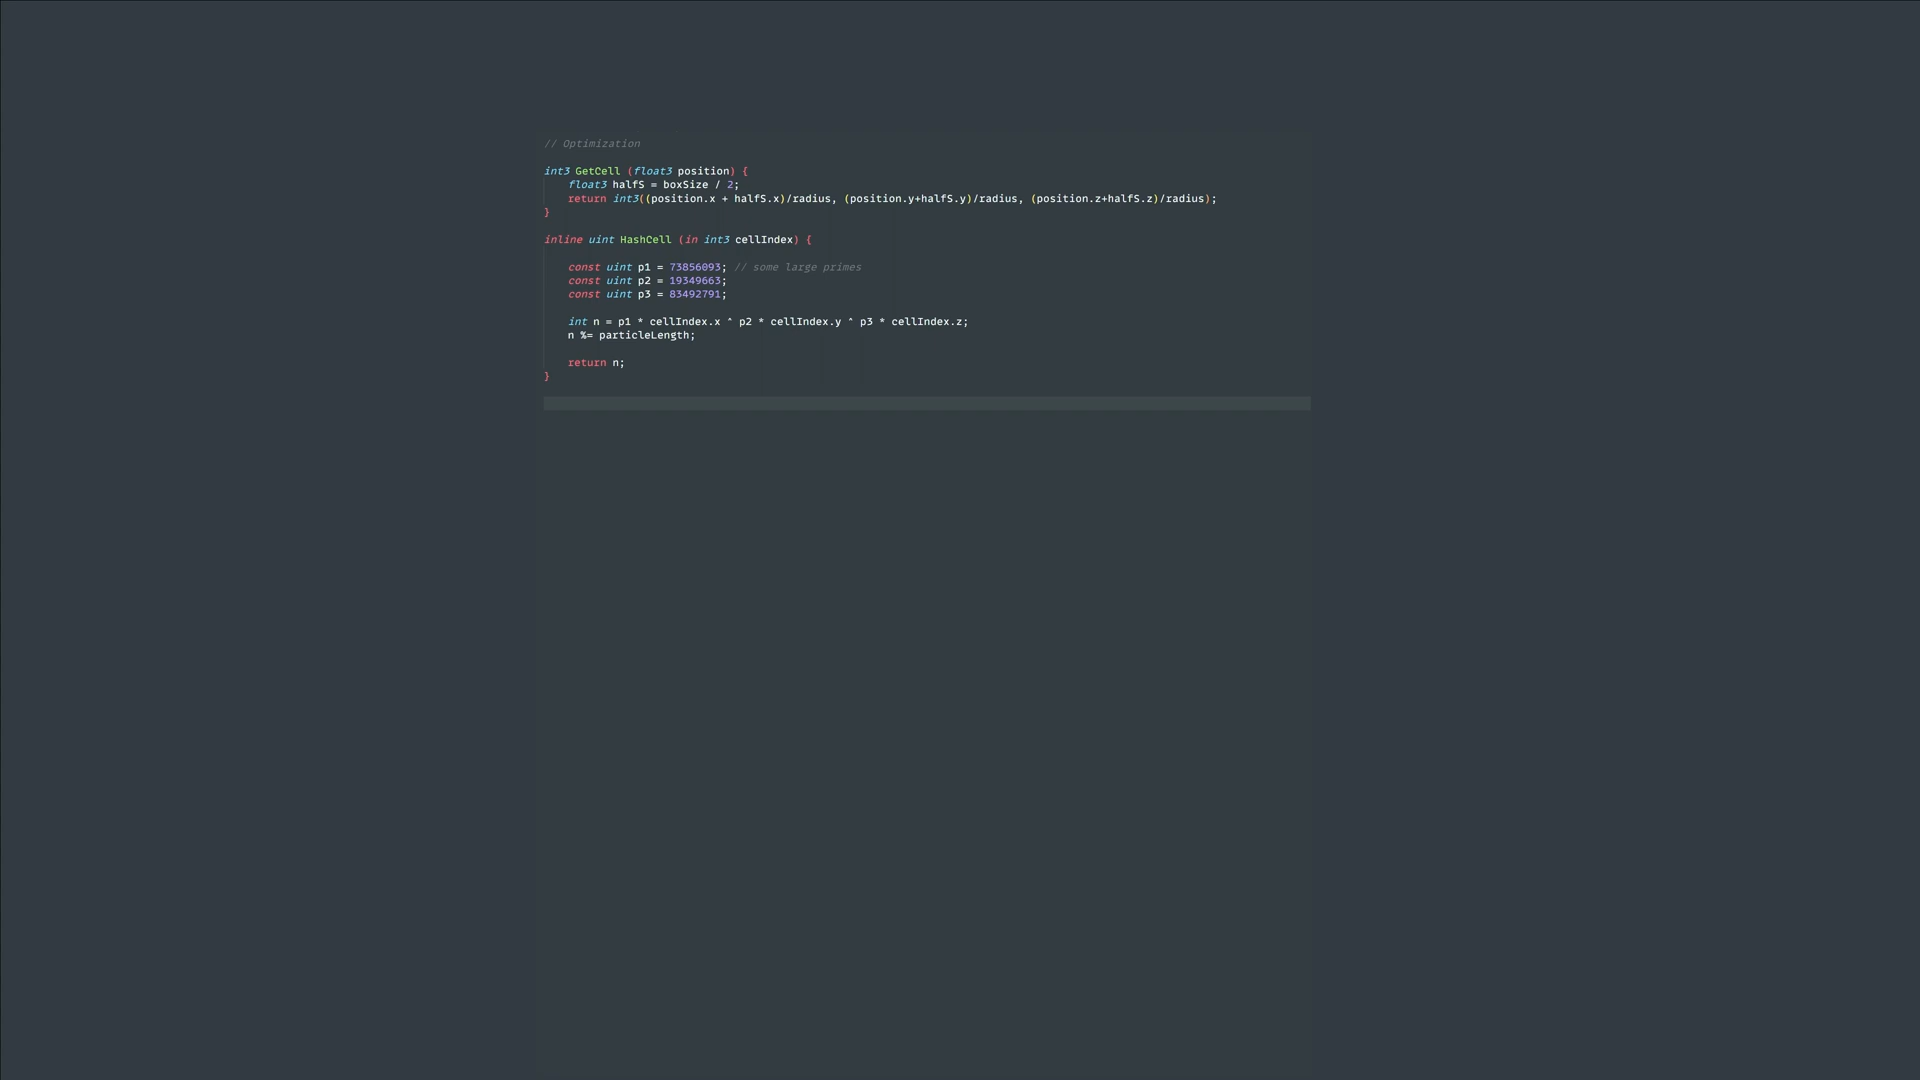 // Optimization
int3 GetCell (float3 position) {
float3 halfS = boxSize / 2;
return int3((position.x + halfS.x)/radius, (position.y+halfS.y)/radius, (position.z+halfS.z)/radius);
}
inline uint HashCell (in int3 cellIndex) {
const uint p1 = 73856093; // some large primes
const uint p2 = 19349663;
const uint p3 = 83492791;
int n = p1 * cellIndex.x ^ p2 * cellIndex.y ^ p3 * cellIndex.z;
n %= particleLength;
return n;
}